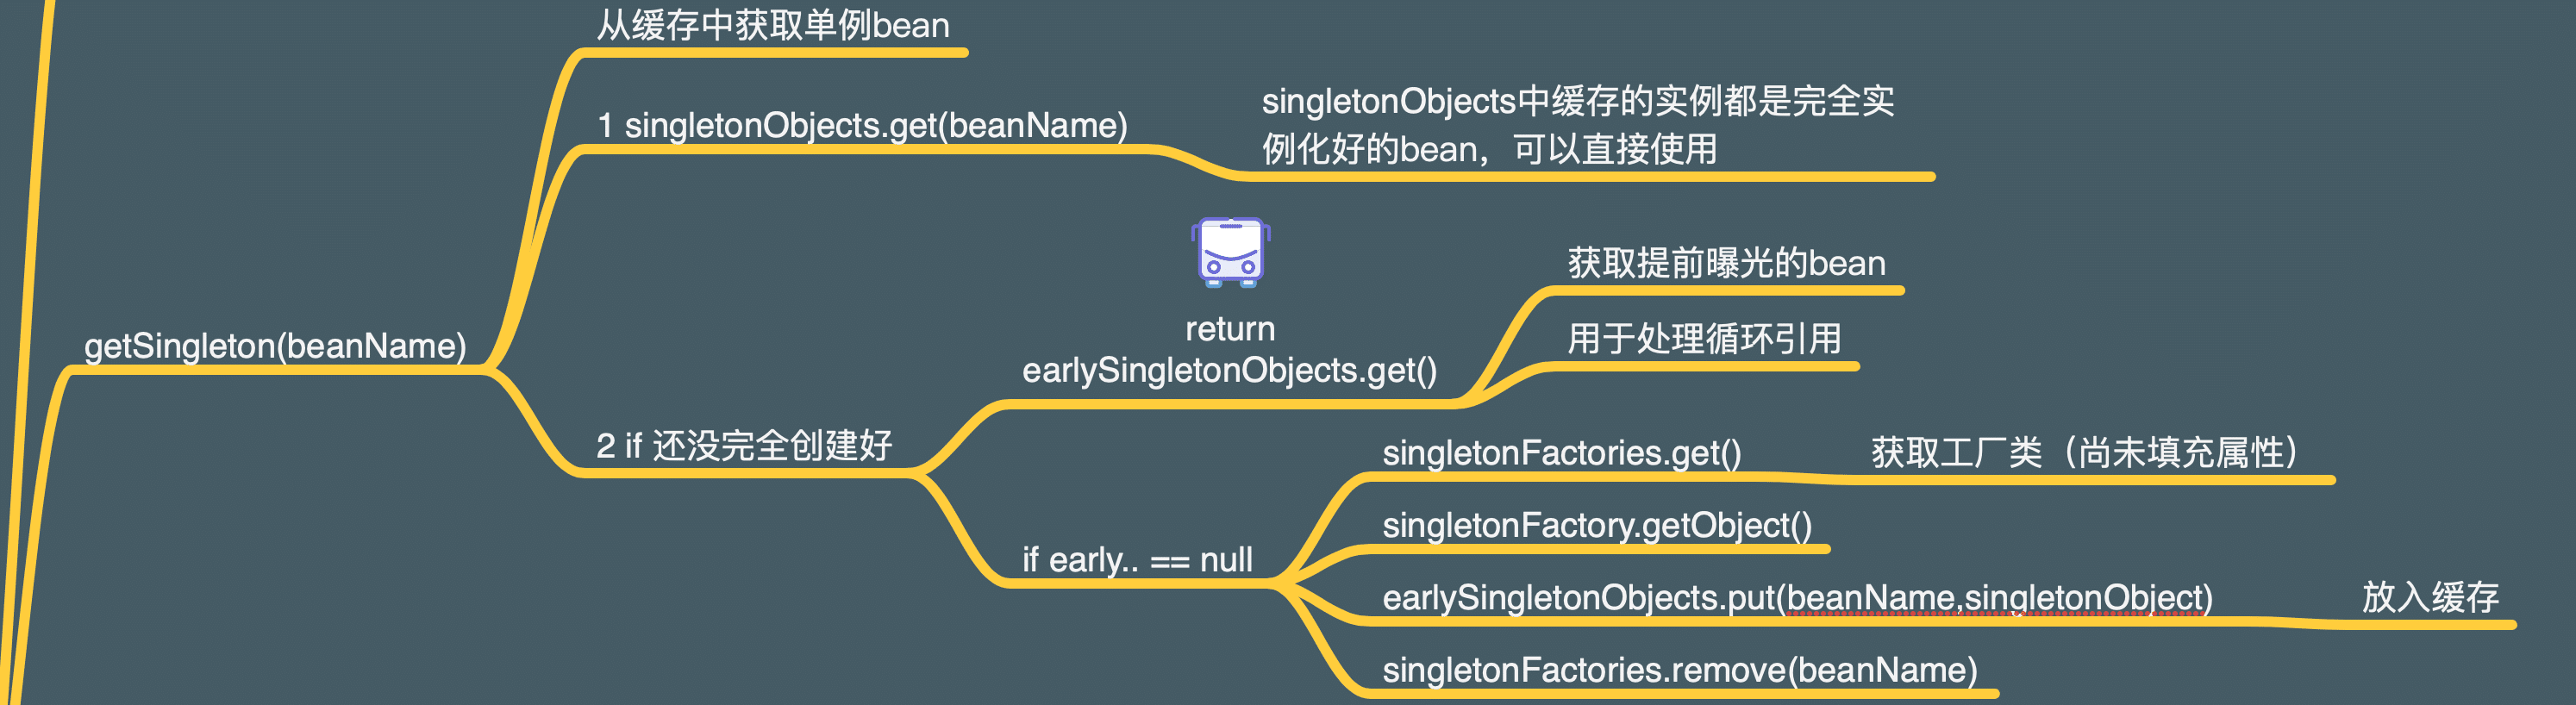 从缓存中获取单例bean
1 singletonObjects.get(beanName)
singletonObjects中缓存的实例都是完全实
例化好的bean，可以直接使用
getSingleton(beanName)
2 if 还没完全创建好
return
earlySingletonObjects.get()
获取提前曝光的bean
用于处理循环引用
if early.. == null
singletonFactories.get()
获取工厂类（尚未填充属性）
singletonFactory.getObject()
earlySingletonObjects.put(beanName,singletonObject)
放入缓存
singletonFactories.remove(beanName)